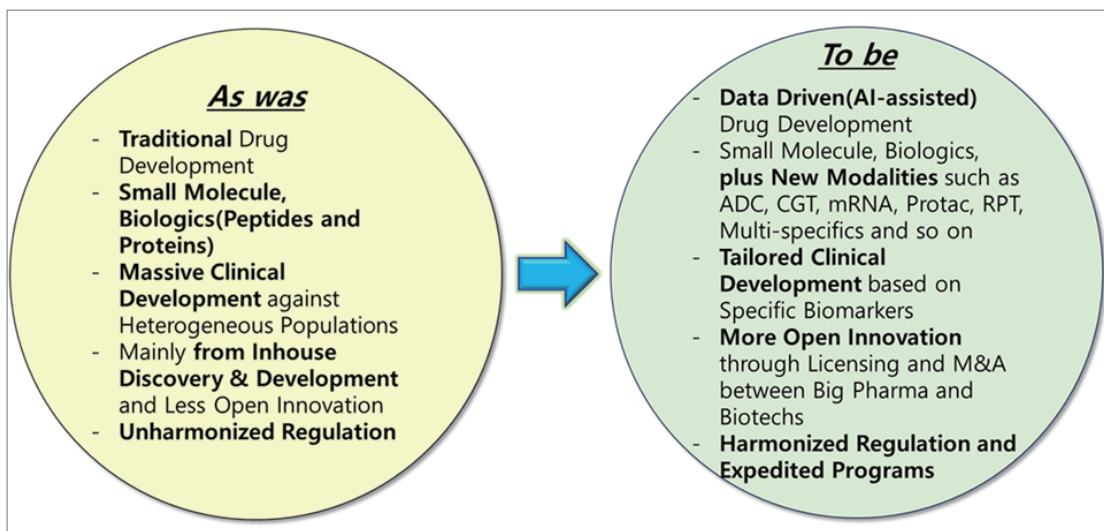 As was
- Traditional Drug
Development
- Small Molecule,
Biologics(Peptides and
Proteins)
- Massive Clinical
Development against
Heterogeneous Populations
- Mainly from Inhouse
Discovery & Development
and Less Open Innovation
- Unharmonized Regulation
To be
- Data Driven(AI-assisted)
Drug Development
- Small Molecule, Biologics,
plus New Modalities such as
ADC, CGT, mRNA, Protac, RPT,
Multi-specifics and so on
- Tailored Clinical
Development based on
Specific Biomarkers
- More Open Innovation
through Licensing and M&A
between Big Pharma and
Biotechs
- Harmonized Regulation and
Expedited Programs